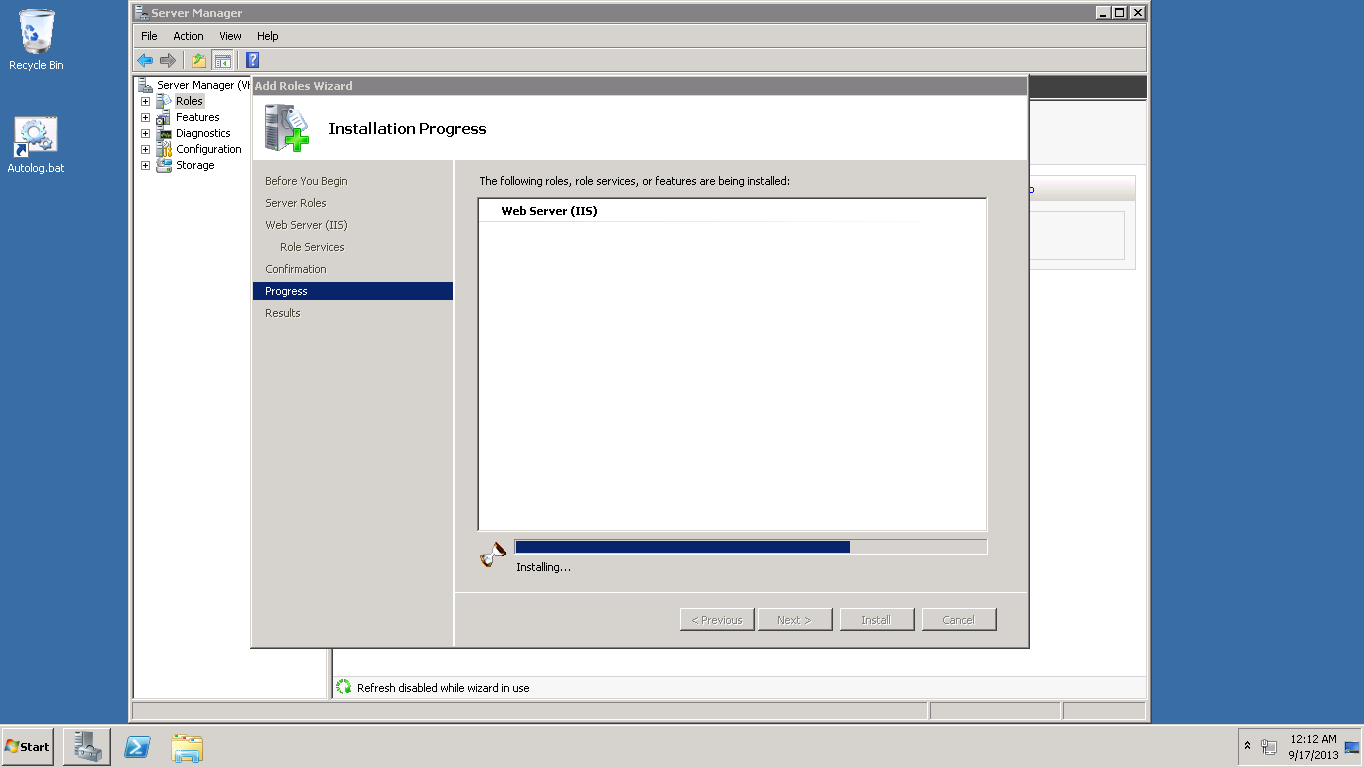 Recycle Bin
Autolog.bat
Server Manager
File Action View Help
Server Manager (
Roles
Features
Diagnostics
Configuration
Storage
Add Roles Wizard
Installation Progress
Before You Begin
Server Roles
Web Server (IIS)
Role Services
Confirmation
Progress
Results
The following roles, role services, or features are being installed:
Web Server (IIS)
Installing...
< Previous
Next >
Install
Cancel
Refresh disabled while wizard in use
Start
12:12 AM
9/17/2013